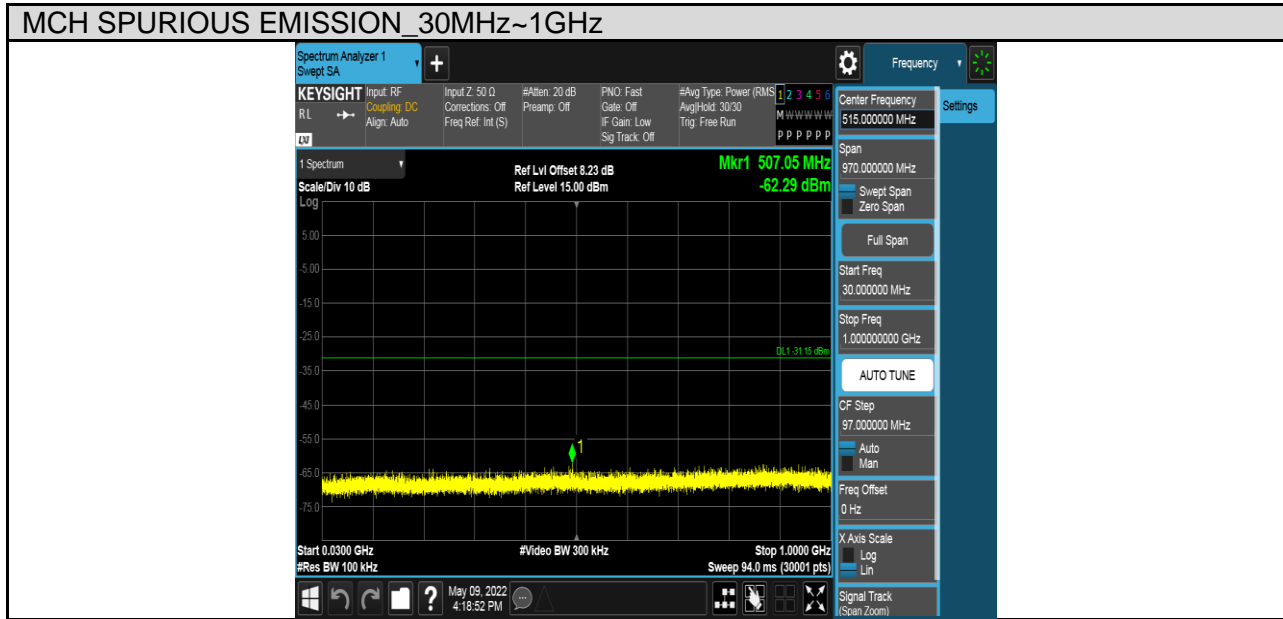 MCH SPURIOUS EMISSION_30MHz~1GHz
Spectrum Analyzer 1
Swept SA
Frequency
KEYSIGHT
RL
LXI
Input: RF
Coupling: DC
Align: Auto
Input Z: 50 Ω
Corrections: Off
Freq Ref: Int (S)
#Atten: 20 dB
Preamp: Off
PNO: Fast
Gate: Off
IF Gain: Low
Sig Track: Off
#Avg Type: Power (RMS
Avg|Hold: 30/30
Trig: Free Run
1 2 3 4 5 6
M W W W W W
P P P P P P
1 Spectrum
Scale/Div 10 dB
Log
Ref Lvl Offset 8.23 dB
Ref Level 15.00 dBm
Mkr1 507.05 MHz
-62.29 dBm
5.00
-5.00
-15.0
-25.0
DL1 -31.15 dBm
-35.0
-45.0
-55.0
1
-65.0
-75.0
Start 0.0300 GHz
#Res BW 100 kHz
#Video BW 300 kHz
Stop 1.0000 GHz
Sweep 94.0 ms (30001 pts)
May 09, 2022
4:18:52 PM
Center Frequency
515.000000 MHz
Span
970.000000 MHz
Swept Span
Zero Span
Full Span
Start Freq
30.000000 MHz
Stop Freq
1.000000000 GHz
AUTO TUNE
CF Step
97.000000 MHz
Auto
Man
Freq Offset
0 Hz
X Axis Scale
Log
Lin
Signal Track
(Span Zoom)
Settings